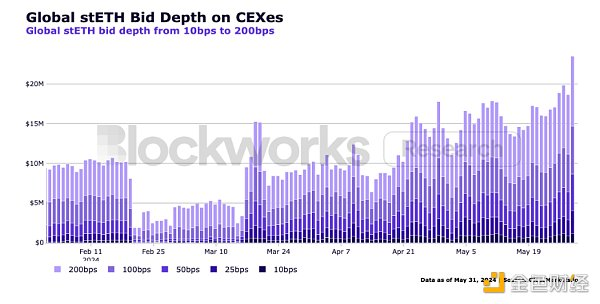 Global stETH Bid Depth on CEXes
Global stETH bid depth from 10bps to 200bps
$20M
$15M
Blockworks Research
$10M
$5M
$0
Feb 11 Feb 25 Mar 10 Mar 24 Apr 7 Apr 21 May 5 May 19
2024
200bps 100bps 50bps 25bps 10bps
Data as of May 31, 2024 |
金色财经